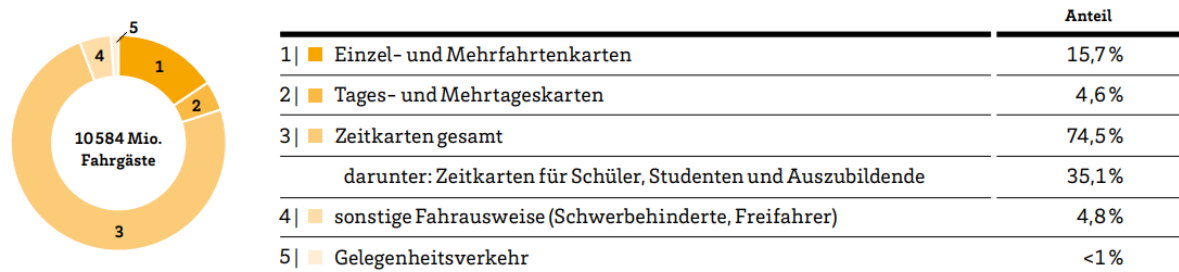 5
4
1
2
10584 Mio.
Fahrgäste
3
Anteil
1| Einzel- und Mehrfahrtenkarten 15,7%
2| Tages- und Mehrtageskarten 4,6%
3| Zeitkarten gesamt 74,5%
darunter: Zeitkarten für Schüler, Studenten und Auszubildende 35,1%
4| sonstige Fahrausweise (Schwerbehinderte, Freifahrer) 4,8%
5| Gelegenheitsverkehr <1%